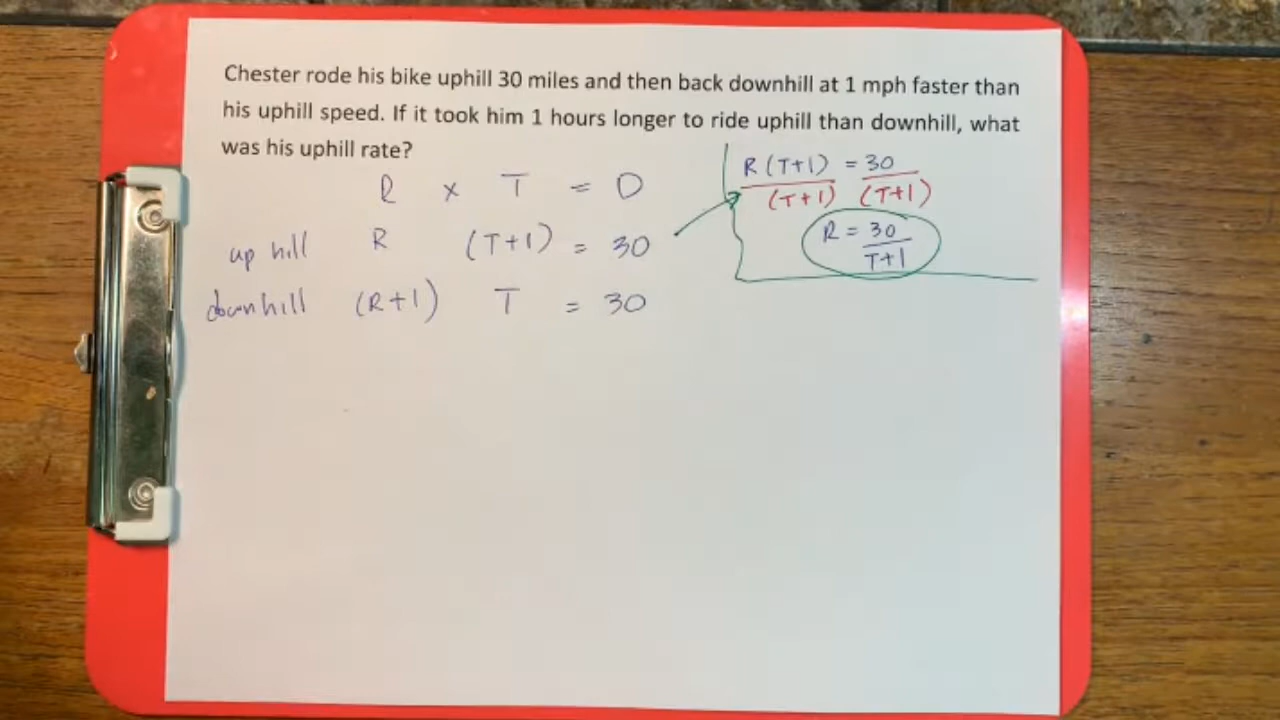 Chester rode his bike uphill 30 miles and then back downhill at 1 mph faster than
his uphill speed. If it took him 1 hours longer to ride uphill than downhill, what
was his uphill rate?
R x T = D
up hill R (T+1) = 30
downhill (R+1) T = 30
R(T+1) = 30
(T+1) (T+1)
R = 30
T+1